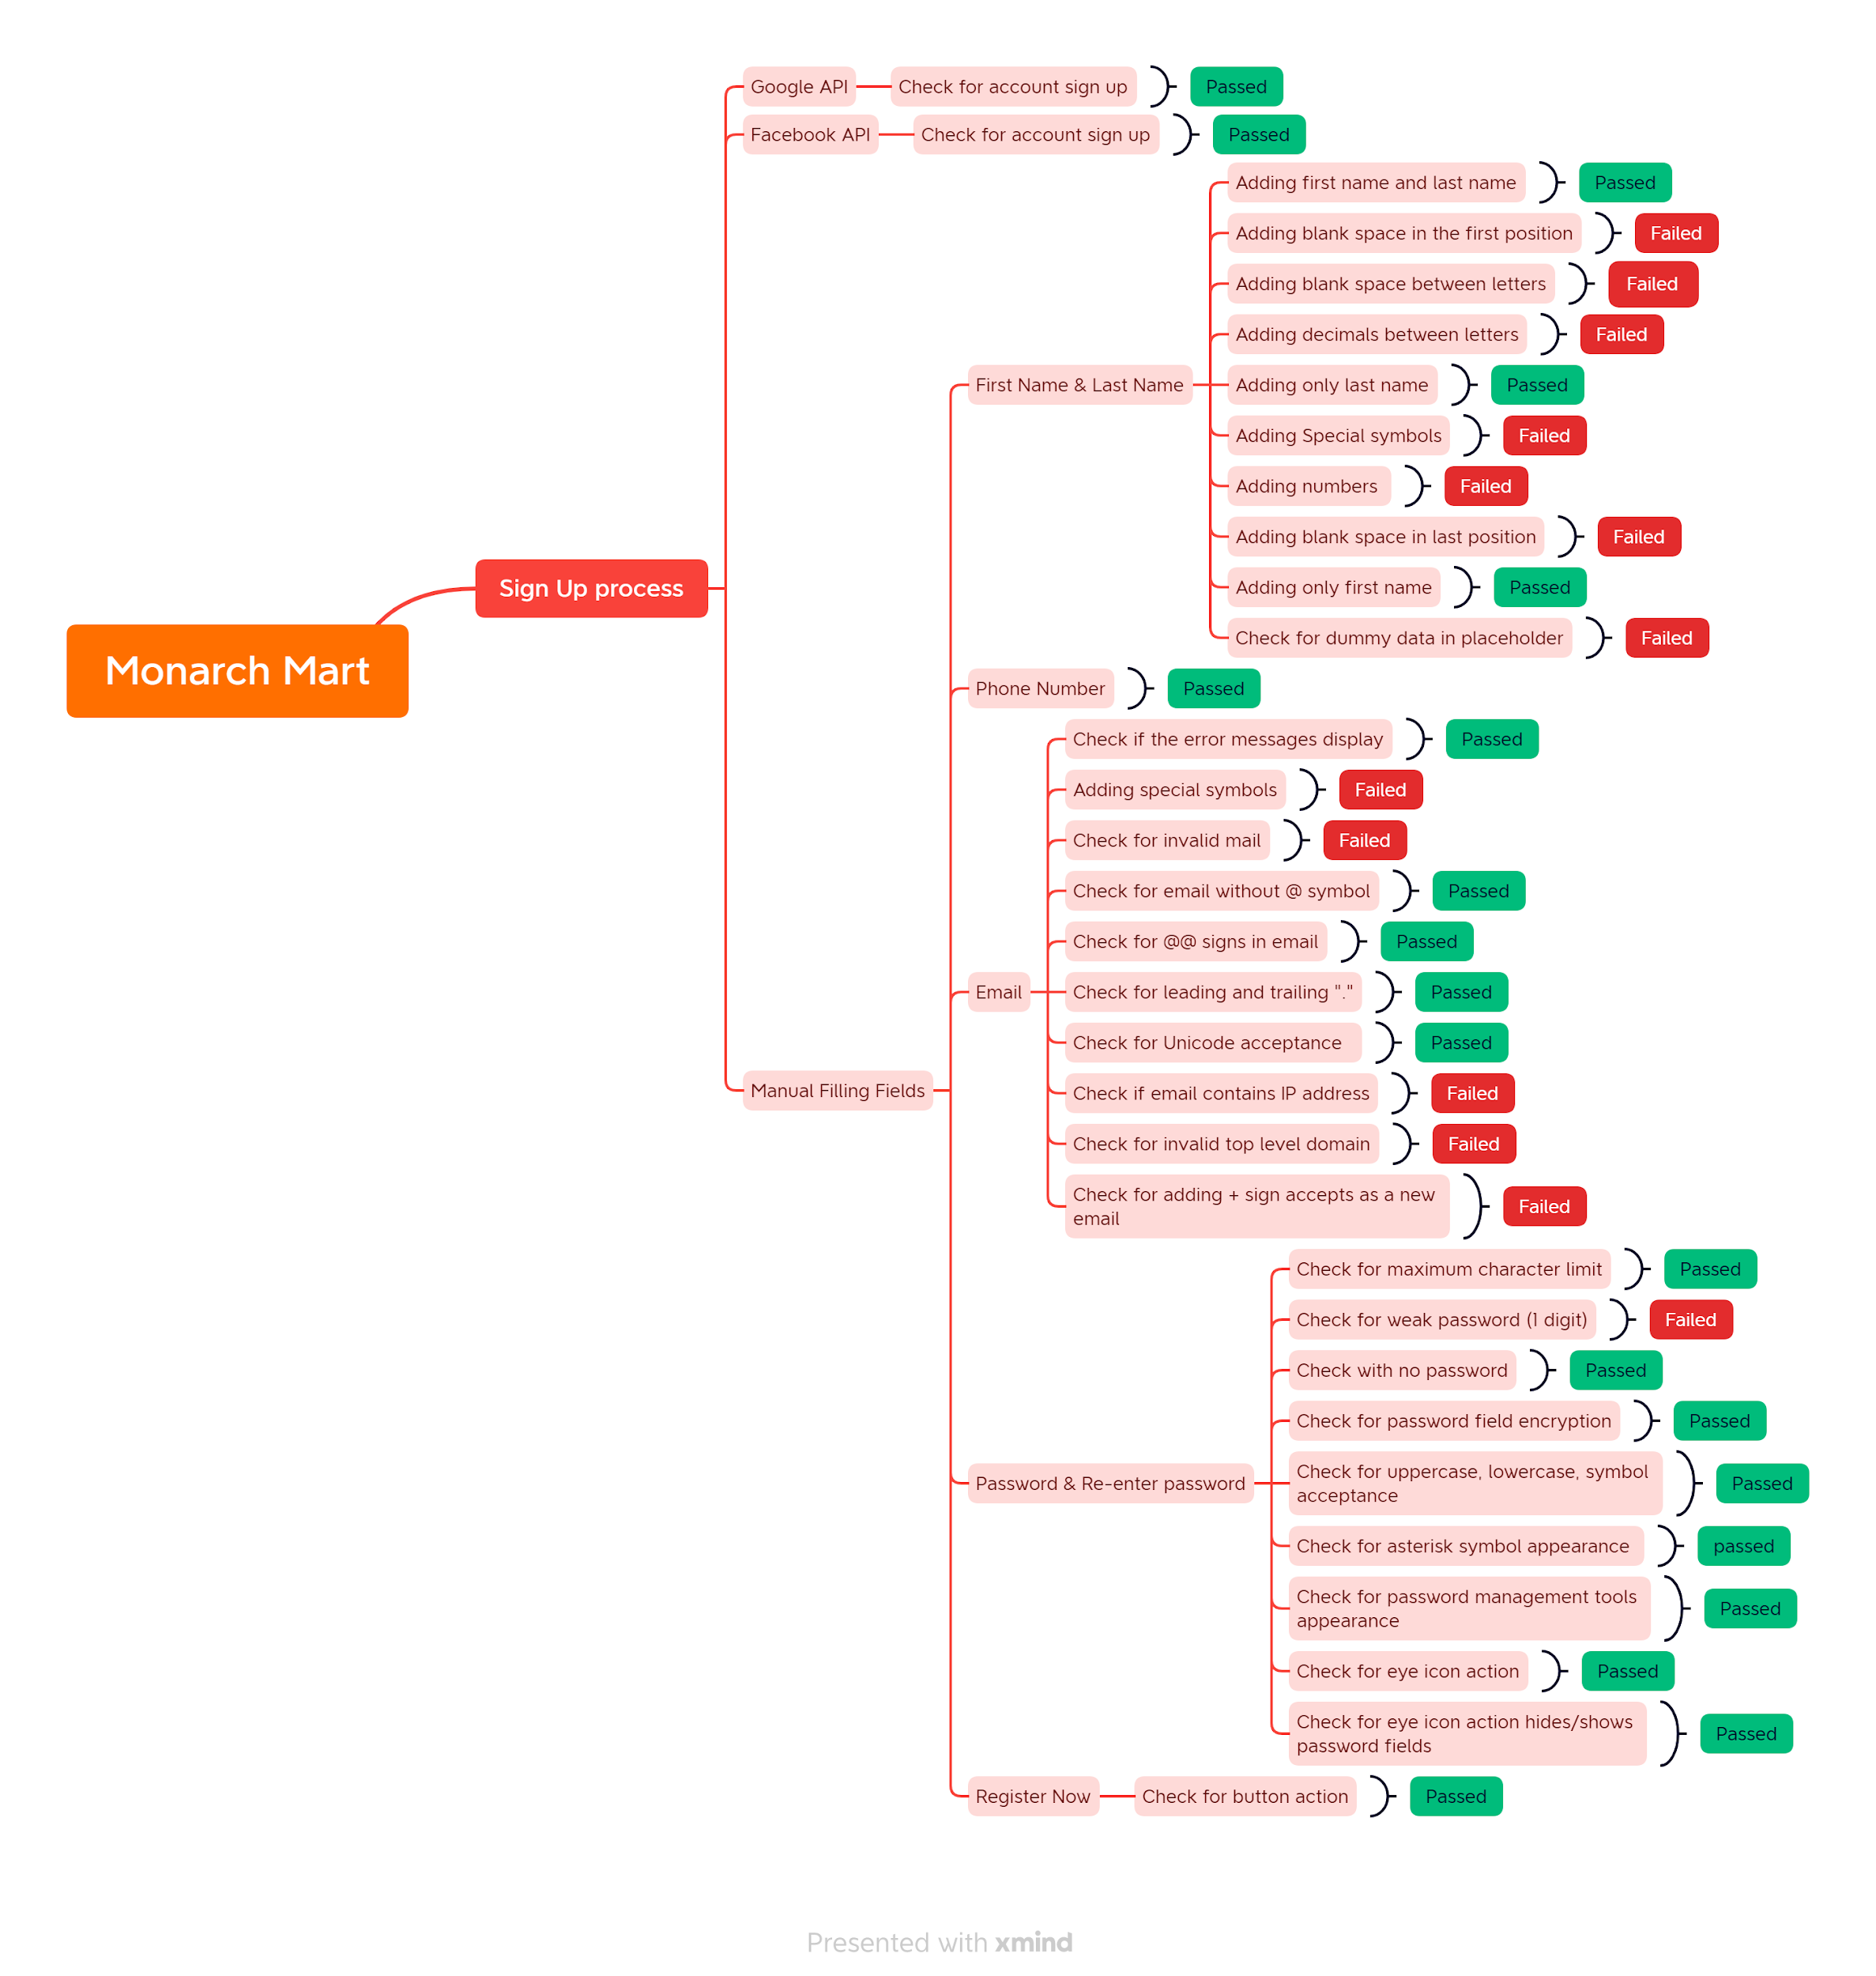 Google API
Check for account sign up
Passed
Facebook API
Check for account sign up
Passed
Adding first name and last name
Passed
Adding blank space in the first position
Failed
Adding blank space between letters
Failed
Adding decimals between letters
Failed
First Name & Last Name
Adding only last name
Passed
Adding Special symbols
Failed
Adding numbers
Failed
Adding blank space in last position
Failed
Sign Up process
Adding only first name
Passed
Check for dummy data in placeholder
Failed
Monarch Mart
Phone Number
Passed
Check if the error messages display
Passed
Adding special symbols
Failed
Check for invalid mail
Failed
Check for email without @ symbol
Passed
Check for @@ signs in email
Passed
Email
Check for leading and trailing "."
Passed
Check for Unicode acceptance
Passed
Manual Filling Fields
Check if email contains IP address
Failed
Check for invalid top level domain
Failed
Check for adding + sign accepts as a new
email
Failed
Check for maximum character limit
Passed
Check for weak password (1 digit)
Failed
Check with no password
Passed
Check for password field encryption
Passed
Password & Re-enter password
Check for uppercase, lowercase, symbol
acceptance
Passed
Check for asterisk symbol appearance
passed
Check for password management tools
appearance
Passed
Check for eye icon action
Passed
Check for eye icon action hides/shows
password fields
Passed
Register Now
Check for button action
Passed
Presented with xmind